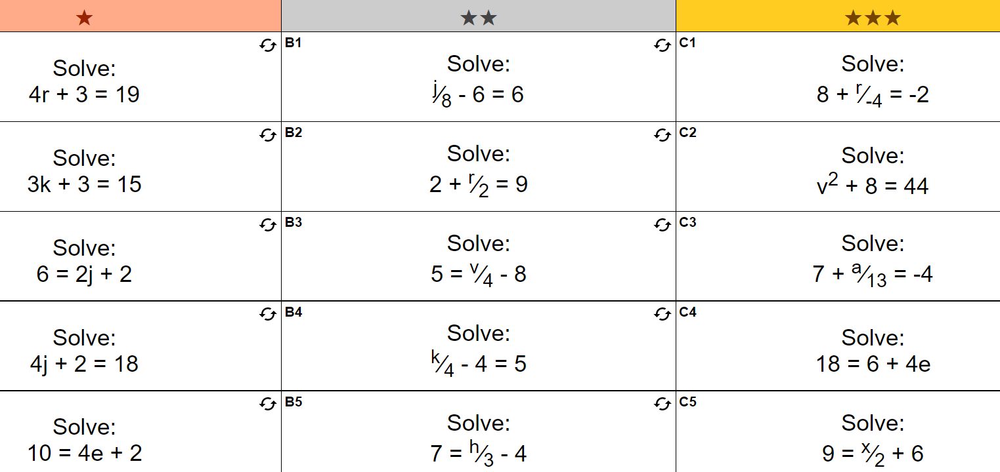 ★ ★★ ★★★
Solve:
4r + 3 = 19
B1
Solve:
j⁄8 - 6 = 6
C1
Solve:
8 + r⁄-4 = -2
Solve:
3k + 3 = 15
B2
Solve:
2 + r⁄2 = 9
C2
Solve:
v² + 8 = 44
Solve:
6 = 2j + 2
B3
Solve:
5 = v⁄4 - 8
C3
Solve:
7 + a⁄13 = -4
Solve:
4j + 2 = 18
B4
Solve:
k⁄4 - 4 = 5
C4
Solve:
18 = 6 + 4e
Solve:
10 = 4e + 2
B5
Solve:
7 = h⁄3 - 4
C5
Solve:
9 = x⁄2 + 6